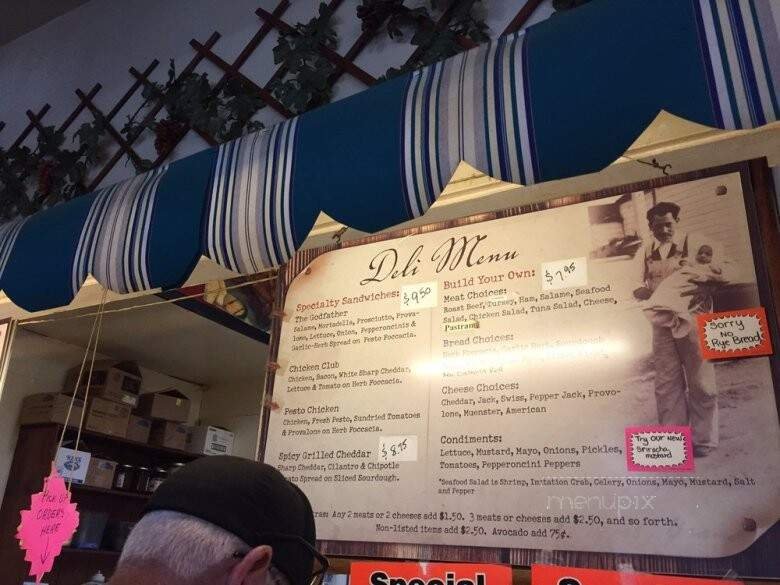 Deli Menu
Specialty Sandwiches: $9.50
The Godfather
Salame, Mortadella, Prosciutto, Provo-
lone, Lettuce, Onion, Pepperoncinis &
Garlic-Herb Spread on Pesto Foccacia.
Chicken Club
Chicken, Bacon, White Sharp Cheddar,
Lettuce & Tomato on Herb Foccacia.
Pesto Chicken
Chicken, Fresh Pesto, Sundried Tomatoes
& Provalone on Herb Foccacia.
Spicy Grilled Cheddar $8.95
Sharp Cheddar, Cilantro & Chipotle
Spread on Sliced Sourdough.
Build Your Own: $7.95
Meat Choices:
Roast Beef, Turkey, Ham, Salame, Seafood
Salad, Chicken Salad, Tuna Salad, Cheese,
Pastrami
Bread Choices:
Cheese Choices:
Cheddar, Jack, Swiss, Pepper Jack, Provo-
lone, Muenster, American
Condiments:
Lettuce, Mustard, Mayo, Onions, Pickles,
Tomatoes, Pepperoncini Peppers
*Seafood Salad is Shrimp, Imitation Crab, Celery, Onions, Mayo, Mustard, Salt
and Pepper
Any 2 meats or 2 cheeses add $1.50. 3 meats or cheeses add $2.50, and so forth.
Non-listed items add $2.50. Avocado add 75¢.
Sorry
No
Rye Bread
Try our New
Sriracha
mustard
Pick up
orders
Here
menupix
Special